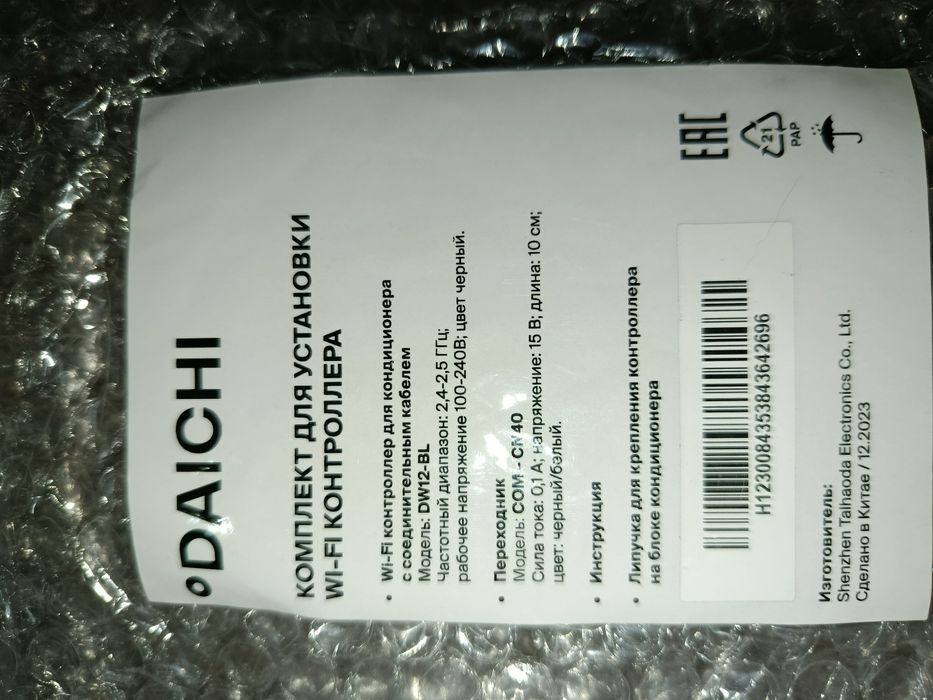 DAICHI
КОМПЛЕКТ ДЛЯ УСТАНОВКИ
WI-FI КОНТРОЛЛЕРА
• Wi-Fi контроллер для кондиционера
с соединительным кабелем
Модель: DW12-BL
Частотный диапазон: 2,4-2,5 ГГц;
рабочее напряжение 100-240В; цвет черный.
• Переходник
Модель: COM - CN40
Сила тока: 0,1 А; напряжение: 15 В; длина: 10 см;
цвет: черный/белый.
• Инструкция
• Липучка для крепления контроллера
на блоке кондиционера
EAC
21
PAP
H1230084353843642696
Изготовитель:
Shenzhen Taihaoda Electronics Co., Ltd.
Сделано в Китае / 12.2023